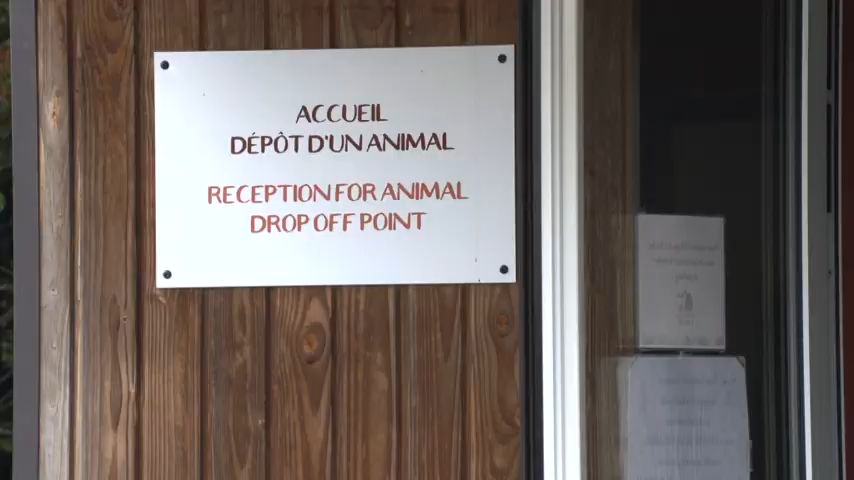 ACCUEIL
DÉPÔT D'UN ANIMAL
RECEPTION FOR ANIMAL
DROP OFF POINT